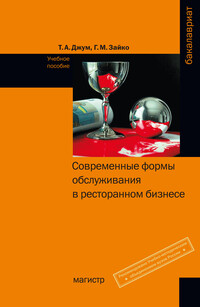 Т. А. Джум, Г. М. Зайко
Учебное
пособие
бакалавриат
Современные формы
обслуживания
в ресторанном бизнесе
магистр